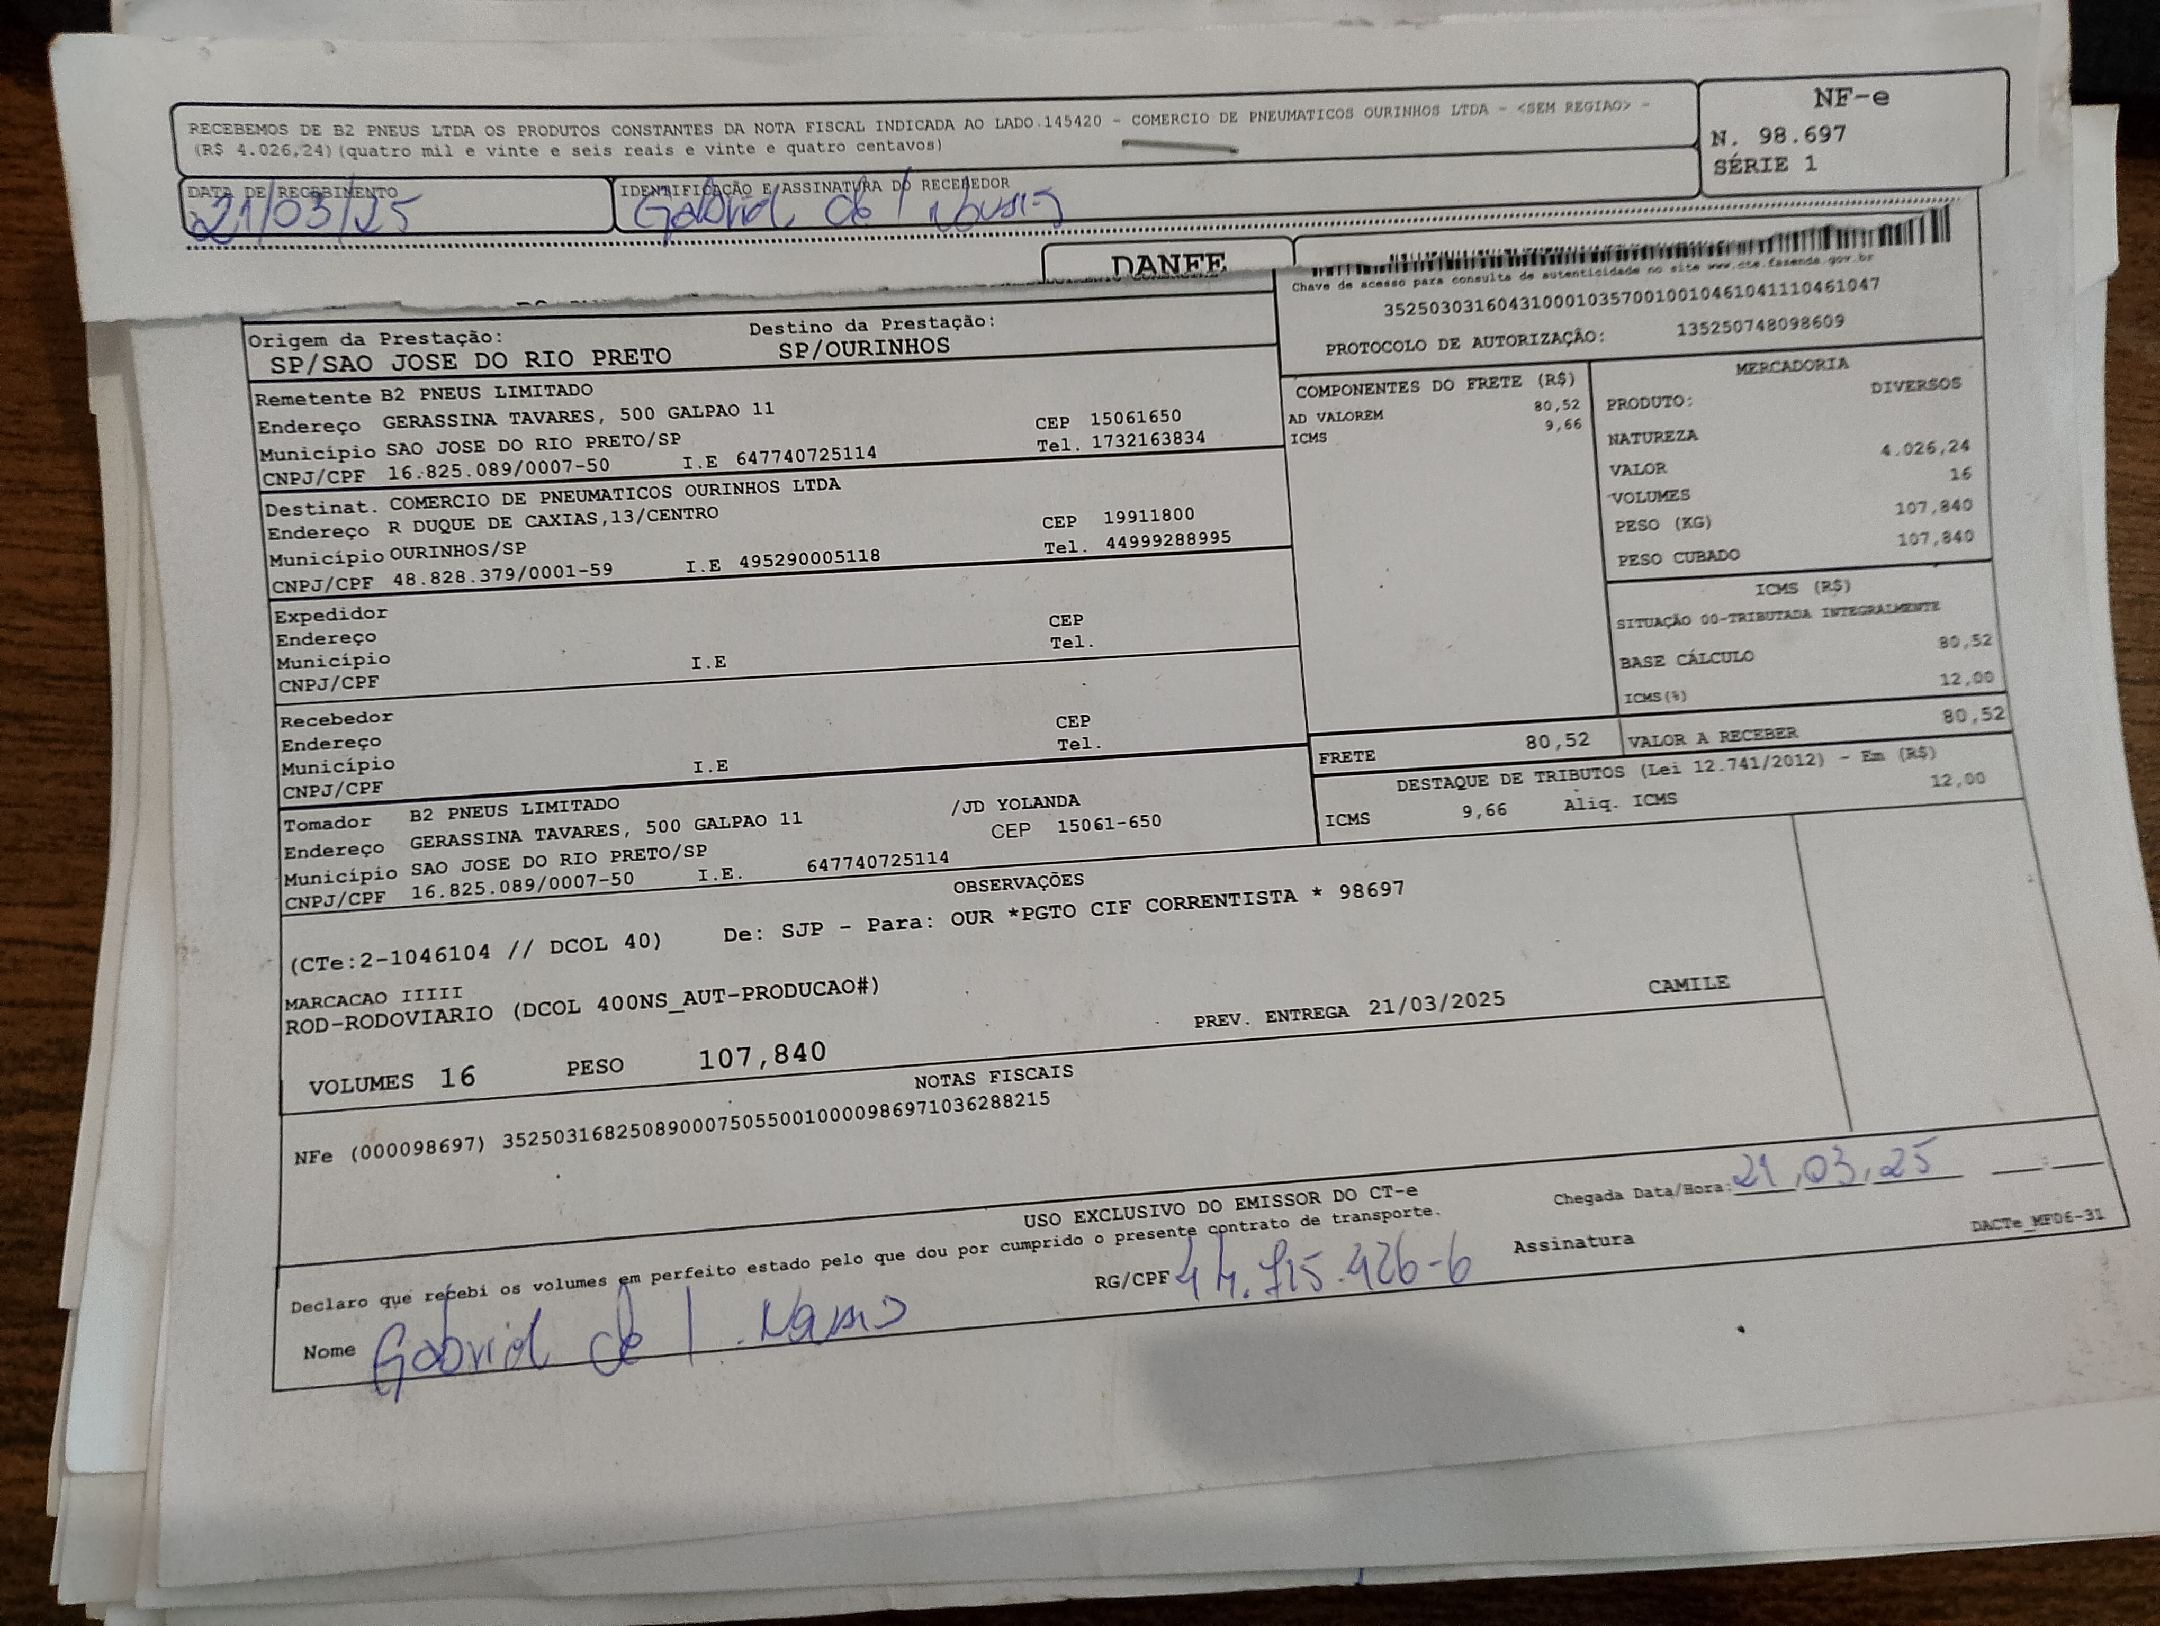 RECEBEMOS DE B2 PNEUS LTDA OS PRODUTOS CONSTANTES DA NOTA FISCAL INDICADA AO LADO.145420 - COMERCIO DE PNEUMATICOS OURINHOS LTDA - <SEM REGIAO> -
(R$ 4.026,24)(quatro mil e vinte e seis reais e vinte e quatro centavos)
NF-e
N. 98.697
SÉRIE 1
DATA DE RECEBIMENTO
21/03/25
IDENTIFICAÇÃO E ASSINATURA DO RECEBEDOR
Gabriel de
DANFE
Chave de acesso para consulta de autenticidade no site www.cte.fazenda.gov.br
35250303160431000103570010010461041110461047
PROTOCOLO DE AUTORIZAÇÂO: 135250748098609
Origem da Prestação: Destino da Prestação:
SP/SAO JOSE DO RIO PRETO SP/OURINHOS
Remetente B2 PNEUS LIMITADO
Endereço GERASSINA TAVARES, 500 GALPAO 11 CEP 15061650
Município SAO JOSE DO RIO PRETO/SP Tel. 1732163834
CNPJ/CPF 16.825.089/0007-50 I.E 647740725114
Destinat. COMERCIO DE PNEUMATICOS OURINHOS LTDA
Endereço R DUQUE DE CAXIAS,13/CENTRO CEP 19911800
Município OURINHOS/SP Tel. 44999288995
CNPJ/CPF 48.828.379/0001-59 I.E 495290005118
Expedidor
Endereço CEP
Município Tel.
CNPJ/CPF I.E
Recebedor
Endereço CEP
Município Tel.
CNPJ/CPF I.E
Tomador B2 PNEUS LIMITADO /JD YOLANDA
Endereço GERASSINA TAVARES, 500 GALPAO 11 CEP 15061-650
Município SAO JOSE DO RIO PRETO/SP
CNPJ/CPF 16.825.089/0007-50 I.E. 647740725114
COMPONENTES DO FRETE (R$)
AD VALOREM 80,52
ICMS 9,66
MERCADORIA
PRODUTO: DIVERSOS
NATUREZA
VALOR 4.026,24
VOLUMES 16
PESO (KG) 107,840
PESO CUBADO 107,840
ICMS (R$)
SITUAÇÃO 00-TRIBUTADA INTEGRALMENTE
BASE CÁLCULO 80,52
ICMS(%) 12,00
FRETE 80,52 VALOR A RECEBER 80,52
DESTAQUE DE TRIBUTOS (Lei 12.741/2012) - Em (R$)
ICMS 9,66 Aliq. ICMS 12,00
OBSERVAÇÕES
(CTe:2-1046104 // DCOL 40) De: SJP - Para: OUR *PGTO CIF CORRENTISTA * 98697
MARCACAO IIIII
ROD-RODOVIARIO (DCOL 400NS_AUT-PRODUCAO#)
PREV. ENTREGA 21/03/2025 CAMILE
VOLUMES 16 PESO 107,840
NOTAS FISCAIS
NFe (000098697) 35250316825089000750550010000986971036288215
USO EXCLUSIVO DO EMISSOR DO CT-e
Chegada Data/Hora: 21,03,25
Declaro que recebi os volumes em perfeito estado pelo que dou por cumprido o presente contrato de transporte.
DACTe_MF06-31
Nome Gabriel de RG/CPF 44.715.426-6 Assinatura